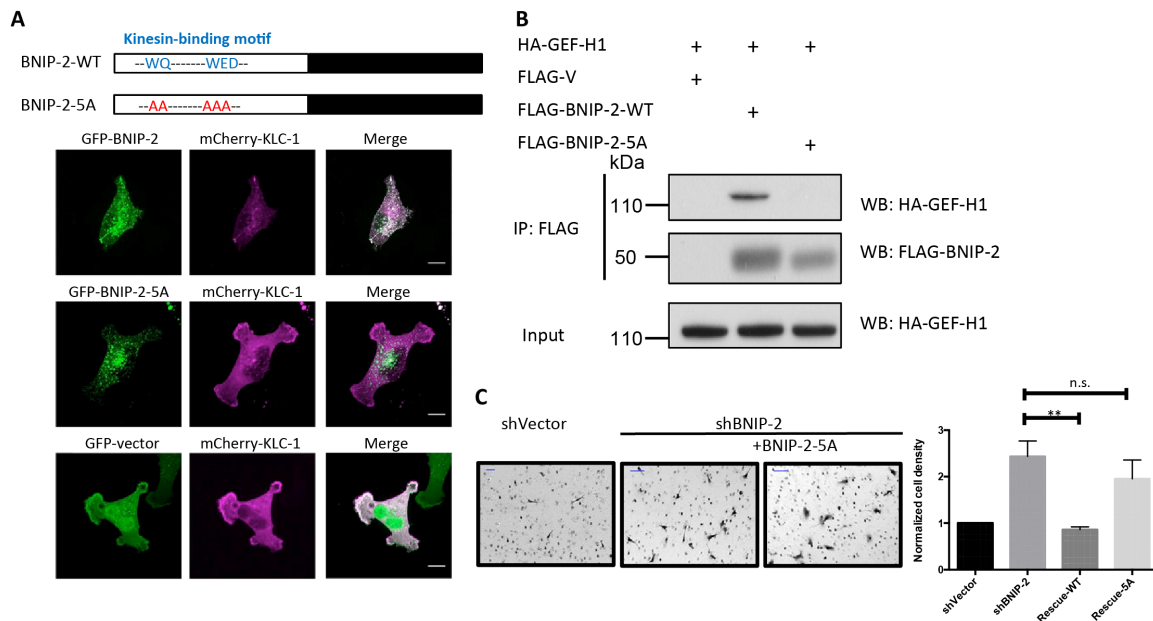 A
Kinesin-binding motif
BNIP-2-WT
--WQ-------WED--
BNIP-2-5A
--AA-------AAA--
GFP-BNIP-2 mCherry-KLC-1 Merge
GFP-BNIP-2-5A mCherry-KLC-1 Merge
GFP-vector mCherry-KLC-1 Merge
B
HA-GEF-H1 + + +
FLAG-V +
FLAG-BNIP-2-WT +
FLAG-BNIP-2-5A +
kDa
IP: FLAG
110 WB: HA-GEF-H1
50 WB: FLAG-BNIP-2
Input
110 WB: HA-GEF-H1
C
shVector
shBNIP-2
+BNIP-2-5A
n.s.
**
Normalized cell density
3
2
1
0
shVector
shBNIP-2
Rescue-WT
Rescue-5A